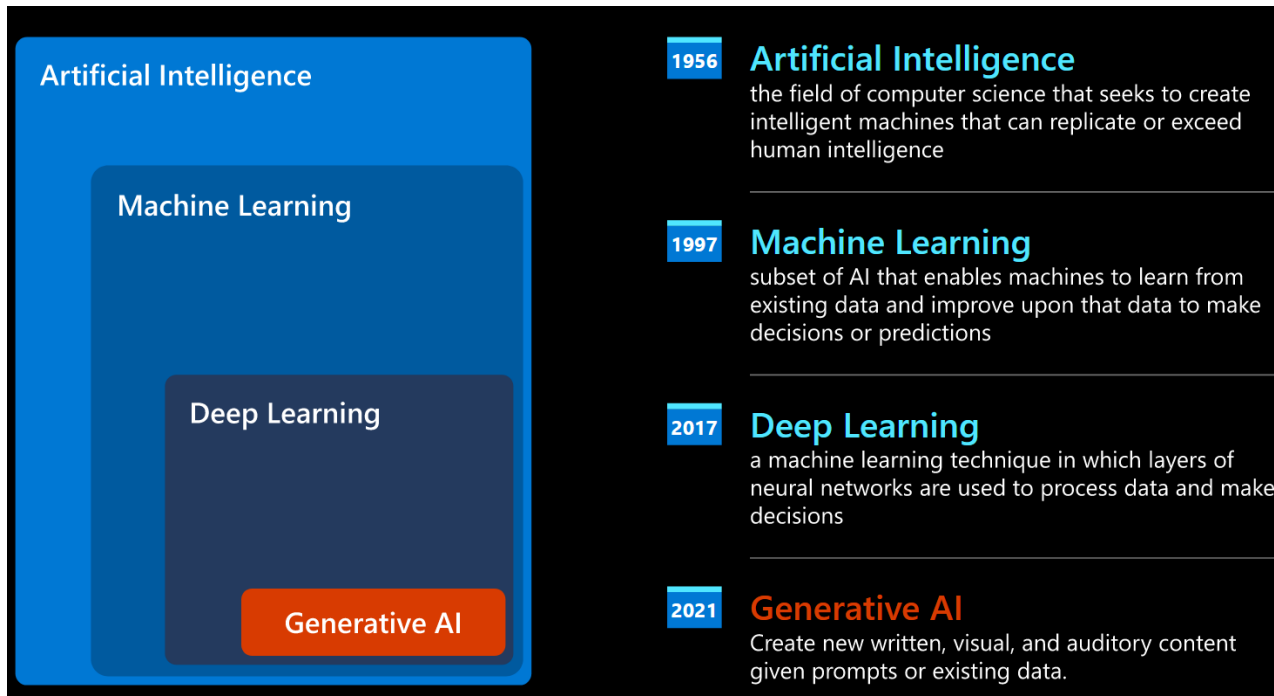 Artificial Intelligence
Machine Learning
Deep Learning
Generative AI
1956
Artificial Intelligence
the field of computer science that seeks to create
intelligent machines that can replicate or exceed
human intelligence
1997
Machine Learning
subset of AI that enables machines to learn from
existing data and improve upon that data to make
decisions or predictions
2017
Deep Learning
a machine learning technique in which layers of
neural networks are used to process data and make
decisions
2021
Generative AI
Create new written, visual, and auditory content
given prompts or existing data.